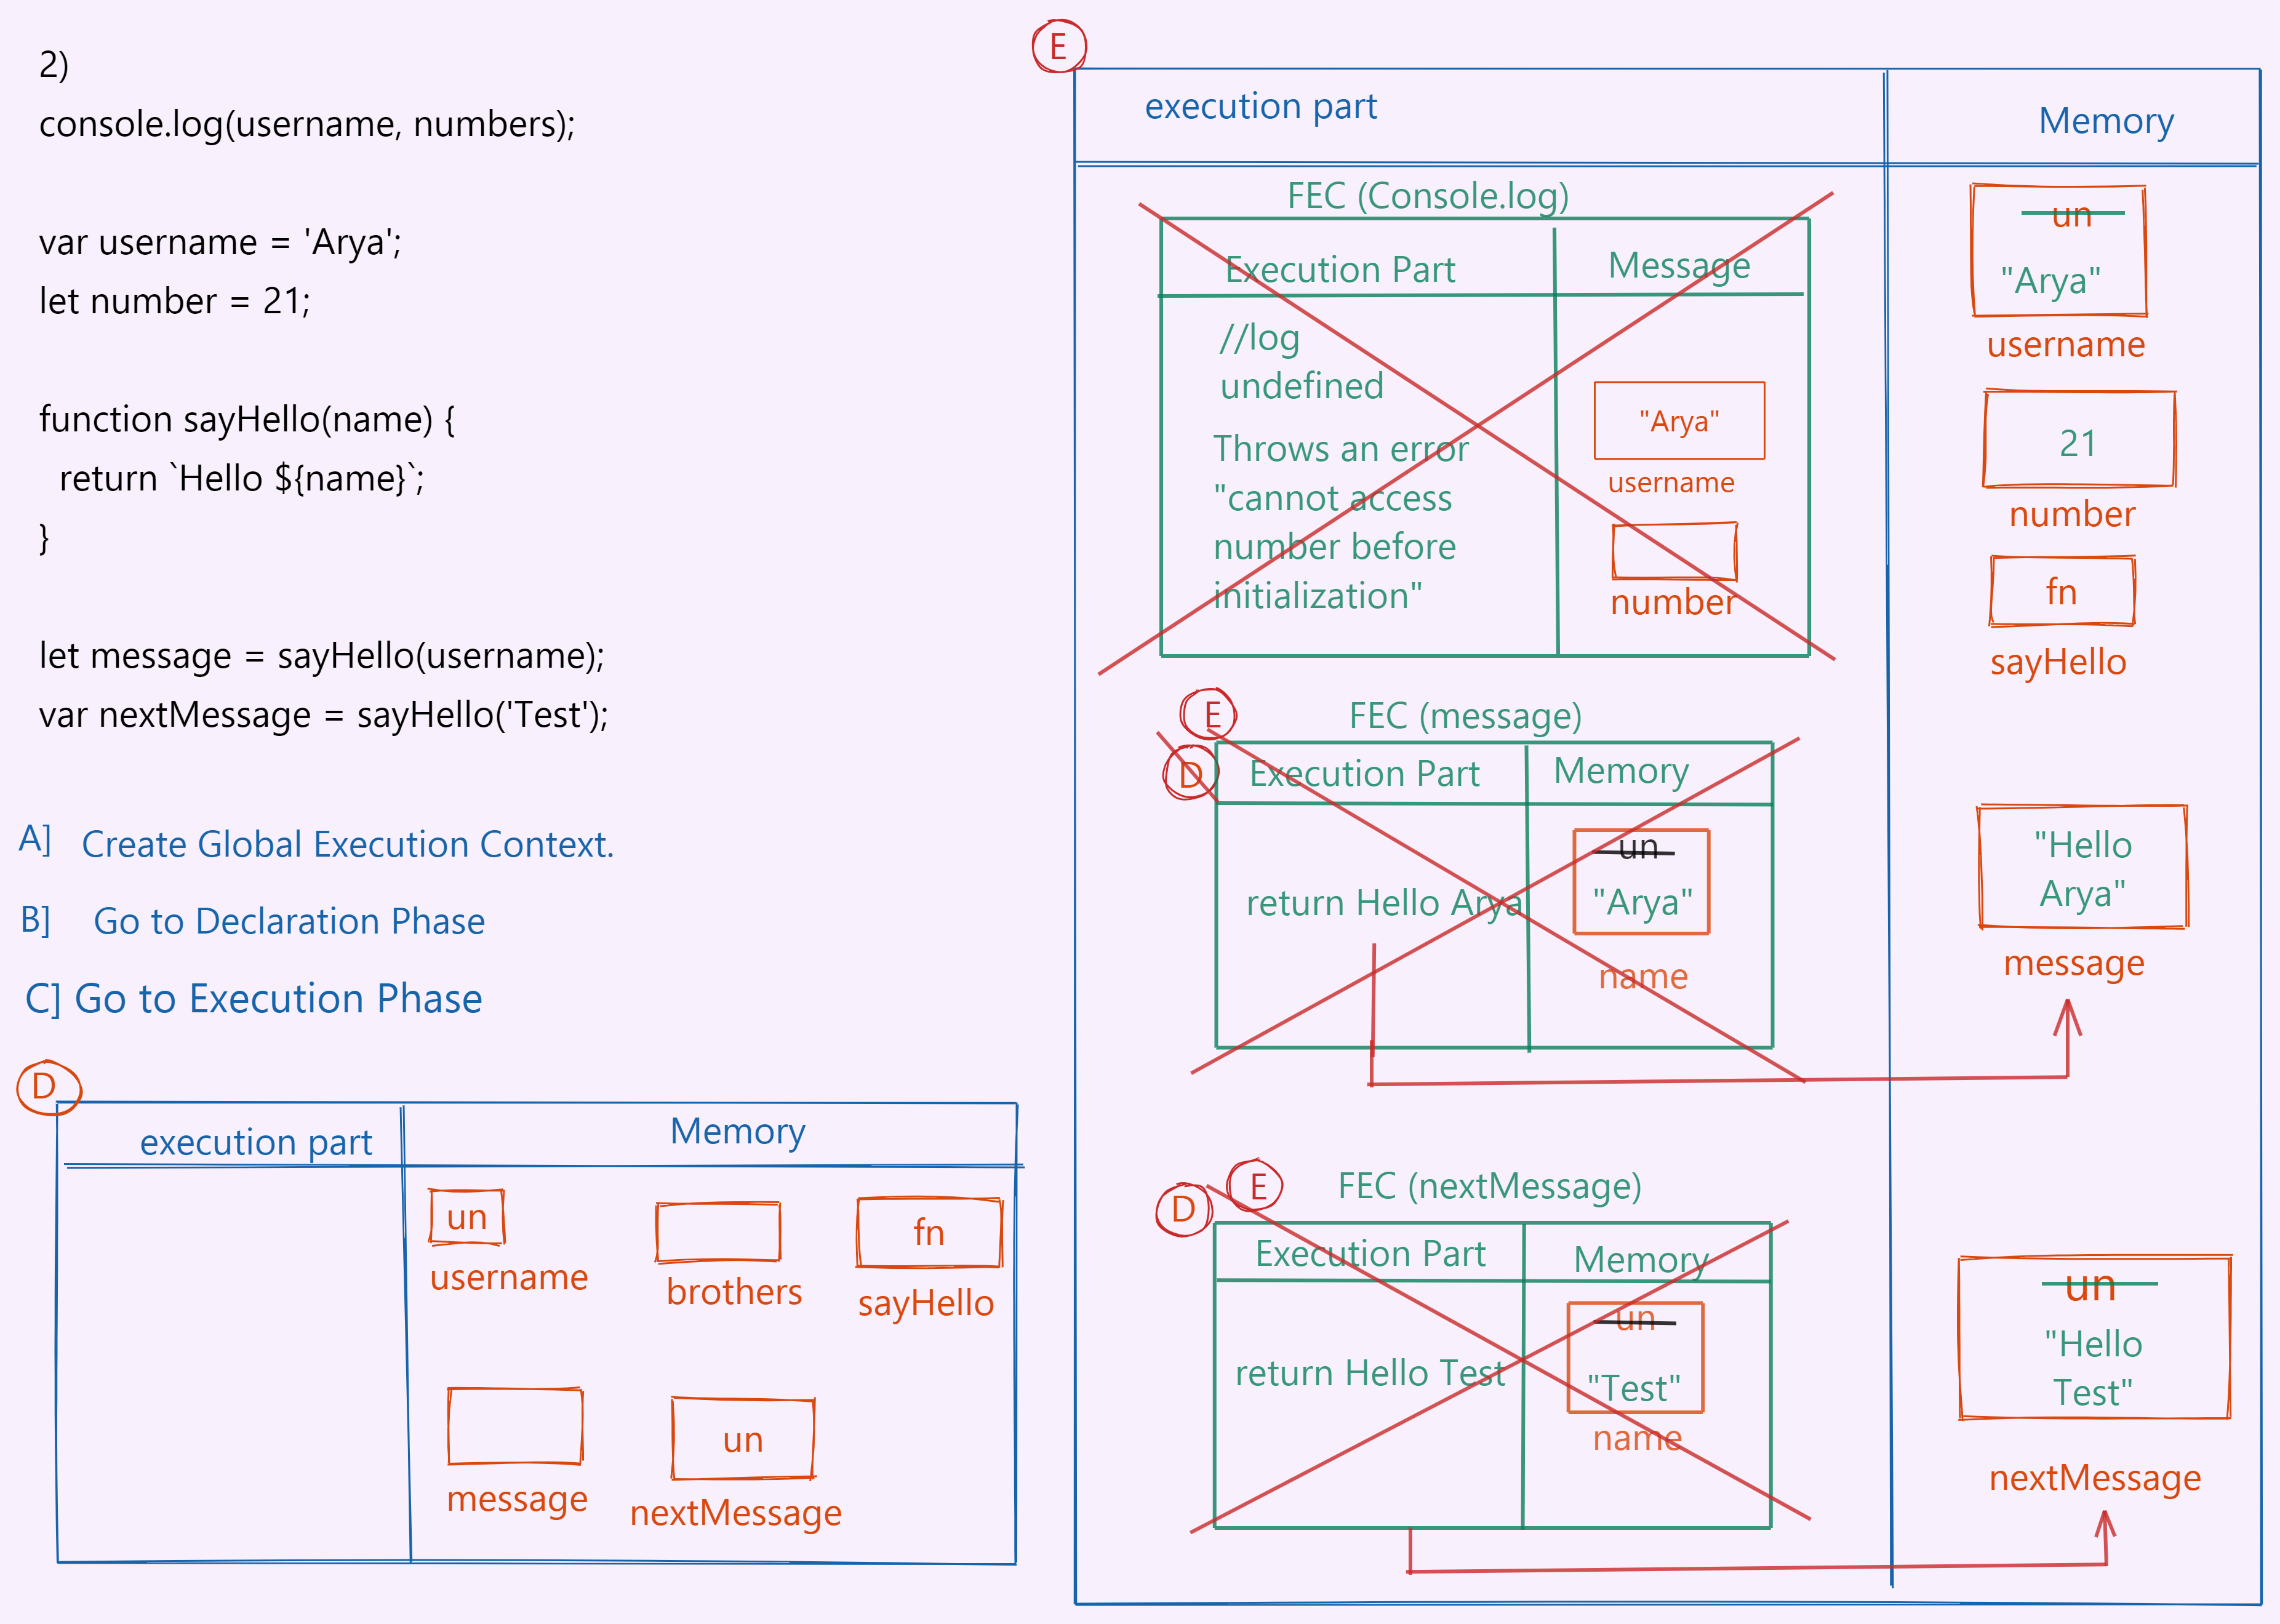 2)
console.log(username, numbers);
var username = 'Arya';
let number = 21;
function sayHello(name) {
return `Hello ${name}`;
}
let message = sayHello(username);
var nextMessage = sayHello('Test');
A] Create Global Execution Context.
B] Go to Declaration Phase
C] Go to Execution Phase
D
execution part
Memory
un
username
brothers
fn
sayHello
message
un
nextMessage
E
execution part
Memory
FEC (Console.log)
Execution Part
Message
//log
undefined
Throws an error
"cannot access
number before
initialization"
"Arya"
username
number
un
"Arya"
username
21
number
fn
sayHello
E
D
FEC (message)
Execution Part
Memory
return Hello Arya
un
"Arya"
name
"Hello
Arya"
message
D
E
FEC (nextMessage)
Execution Part
Memory
return Hello Test
un
"Test"
name
un
"Hello
Test"
nextMessage